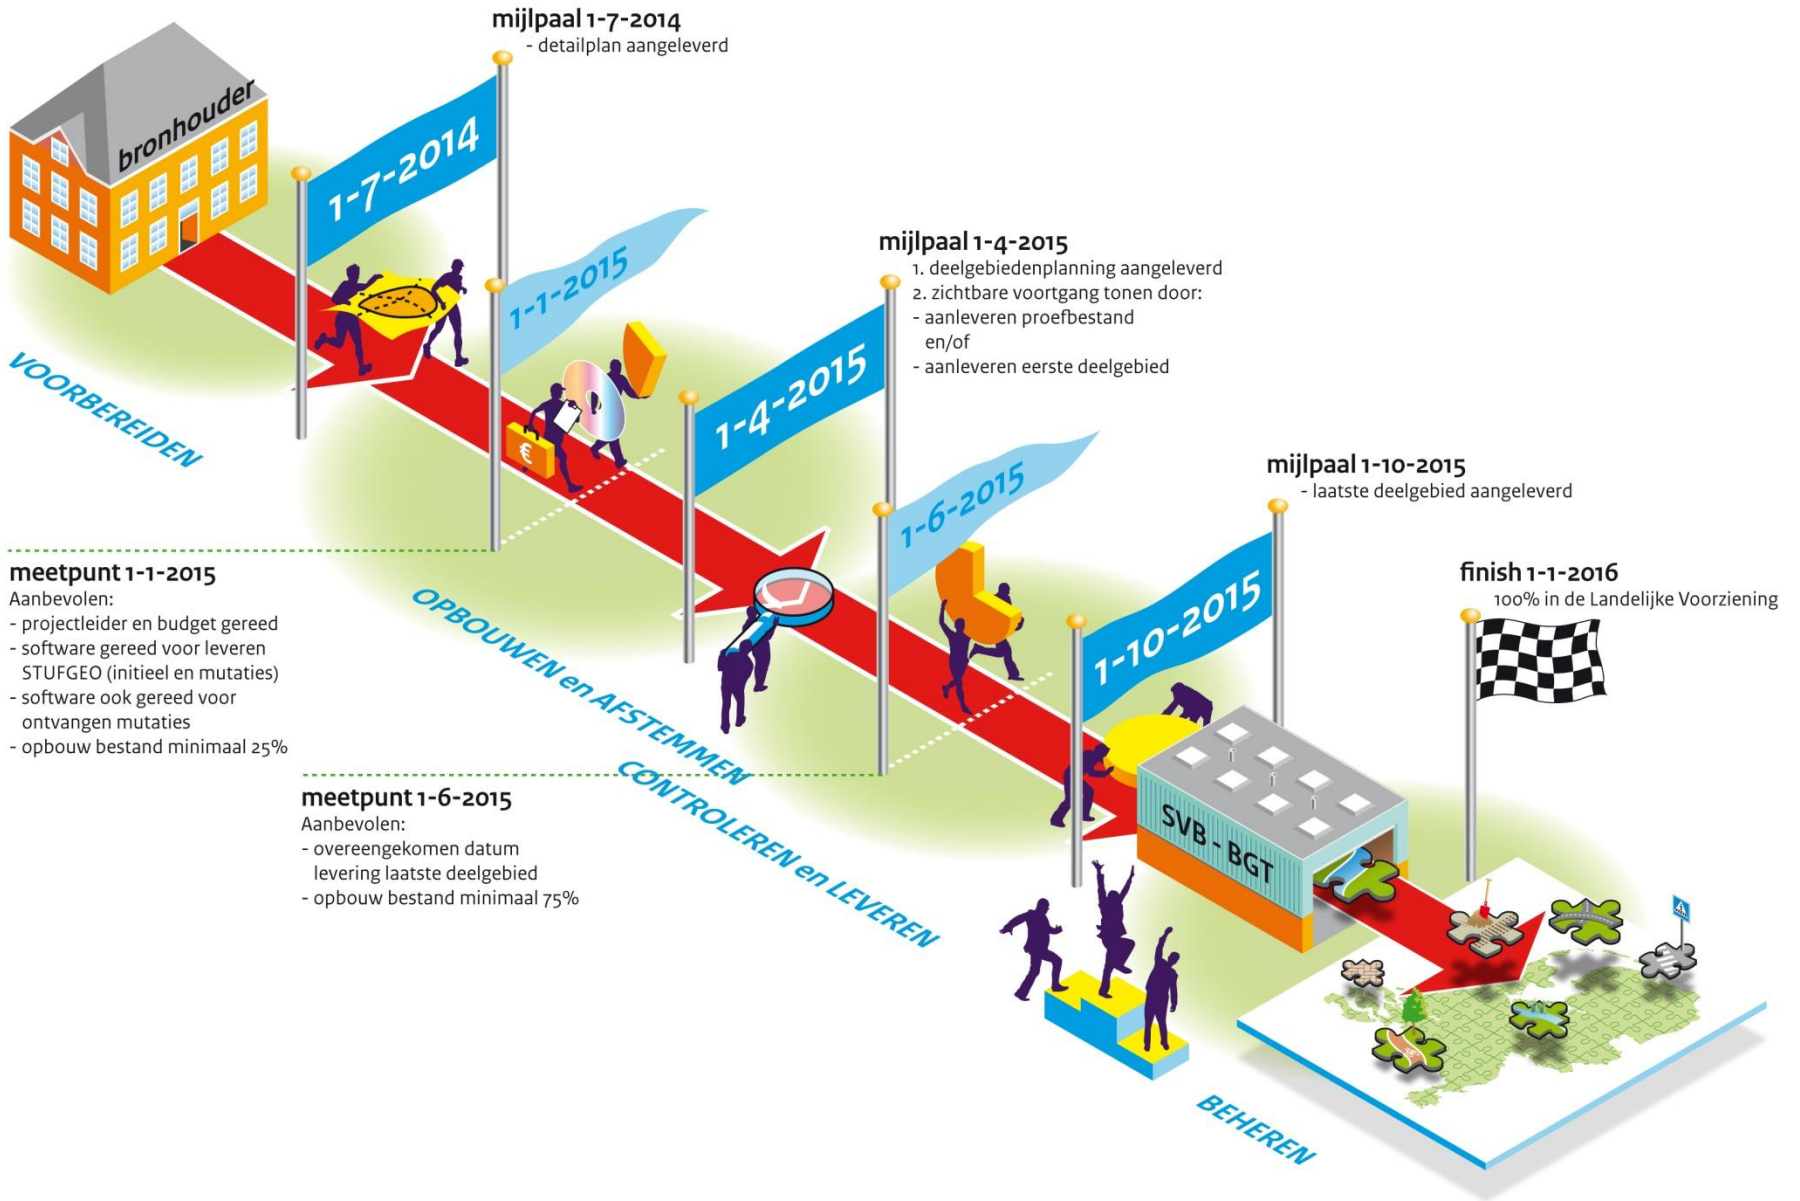 mijlpaal 1-7-2014
- detailplan aangeleverd
bronhouder
1-7-2014
1-1-2015
mijlpaal 1-4-2015
1. deelgebiedenplanning aangeleverd
2. zichtbare voortgang tonen door:
- aanleveren proefbestand
en/of
- aanleveren eerste deelgebied
VOORBEREIDEN
€
1-4-2015
1-6-2015
mijlpaal 1-10-2015
- laatste deelgebied aangeleverd
meetpunt 1-1-2015
Aanbevolen:
- projectleider en budget gereed
- software gereed voor leveren
STUFGEO (initieel en mutaties)
- software ook gereed voor
ontvangen mutaties
- opbouw bestand minimaal 25%
OPBOUWEN en AFSTEMMEN
1-10-2015
finish 1-1-2016
100% in de Landelijke Voorziening
meetpunt 1-6-2015
Aanbevolen:
- overeengekomen datum
levering laatste deelgebied
- opbouw bestand minimaal 75%
CONTROLEREN en LEVEREN
SVB - BGT
BEHEREN